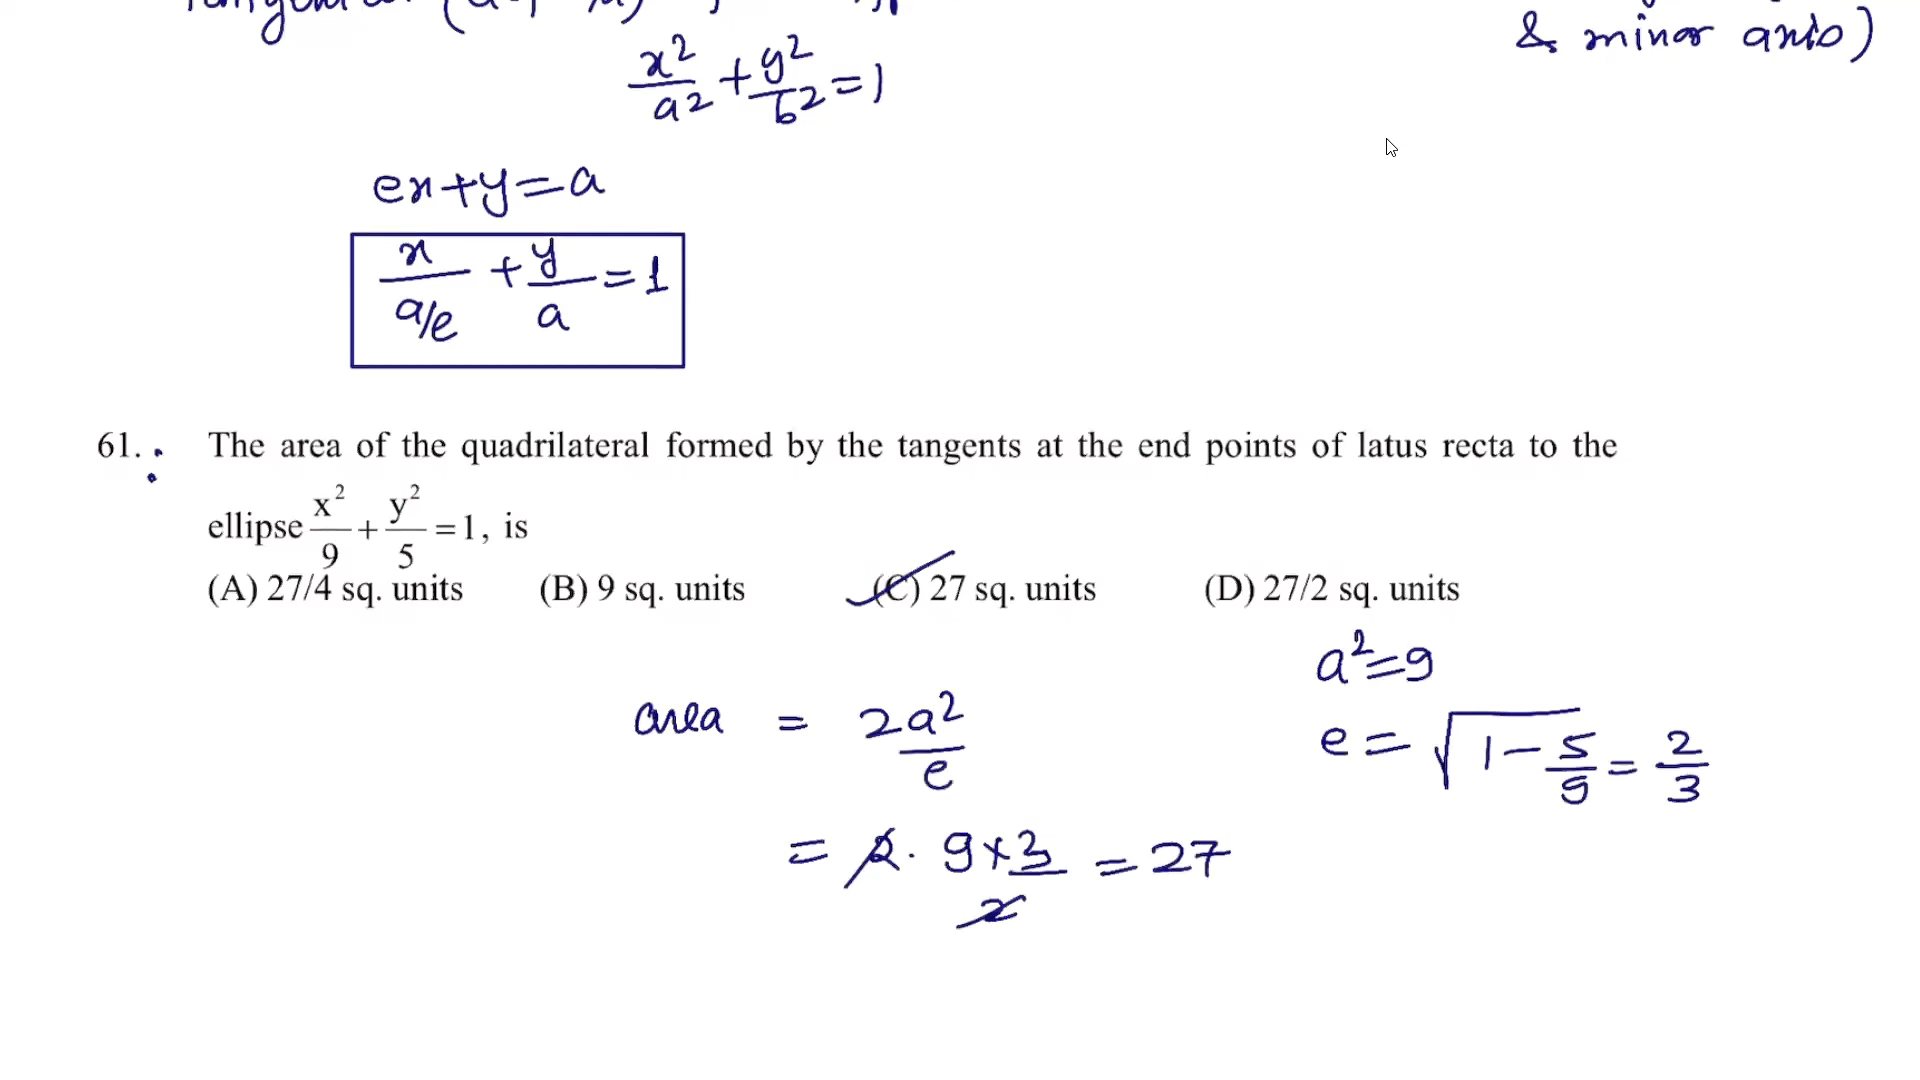 & minor axis)
x²/a² + y²/b² = 1
ex+y=a
x/(a/e) + y/a = 1
61. The area of the quadrilateral formed by the tangents at the end points of latus recta to the
ellipse x²/9 + y²/5 = 1, is
(A) 27/4 sq. units (B) 9 sq. units (C) 27 sq. units (D) 27/2 sq. units
a²=9
area = 2a²/e
e = √(1 - 5/9) = 2/3
= 2. 9×3/2 = 27